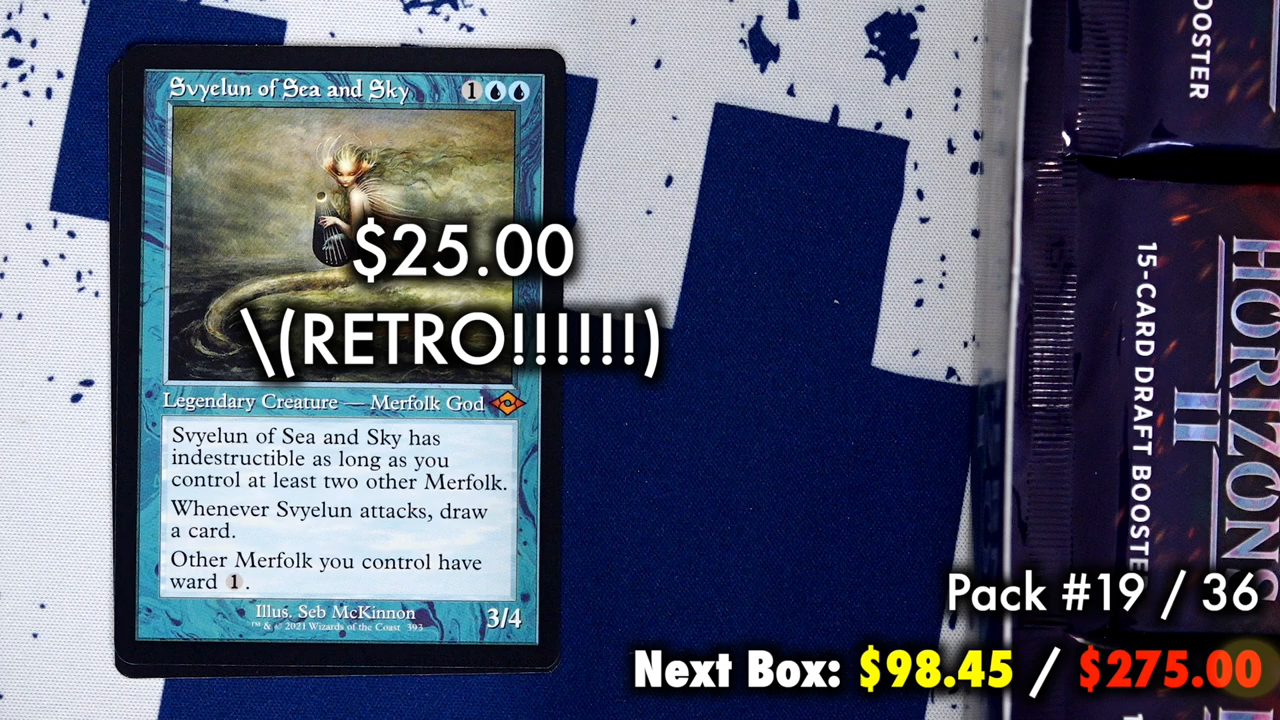 Svyelun of Sea and Sky 1
$25.00
\(RETRO!!!!!!)
Legendary Creature — Merfolk God
Svyelun of Sea and Sky has
indestructible as long as you
control at least two other Merfolk.
Whenever Svyelun attacks, draw
a card.
Other Merfolk you control have
ward 1.
Illus. Seb McKinnon
™ & © 2021 Wizards of the Coast 393
3/4
OOSTER
HORIZONS
II
15-CARD DRAFT BOOSTE
Pack #19 / 36
Next Box: $98.45 / $275.00